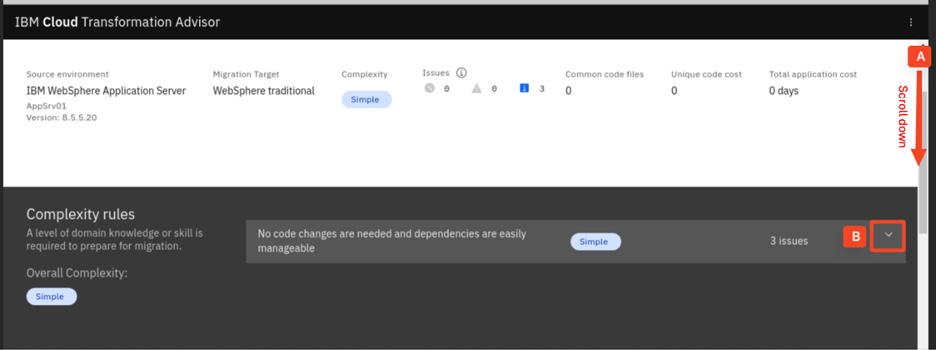 IBM Cloud Transformation Advisor
A
Source environment
Migration Target
Complexity
Issues
Common code files
Unique code cost
Total application cost
IBM WebSphere Application Server
WebSphere traditional
Simple
0
0
3
0
0
0 days
AppSrv01
Version: 8.5.5.20
Scroll down
Complexity rules
A level of domain knowledge or skill is
required to prepare for migration.
Overall Complexity:
Simple
No code changes are needed and dependencies are easily
manageable
Simple
3 issues
B